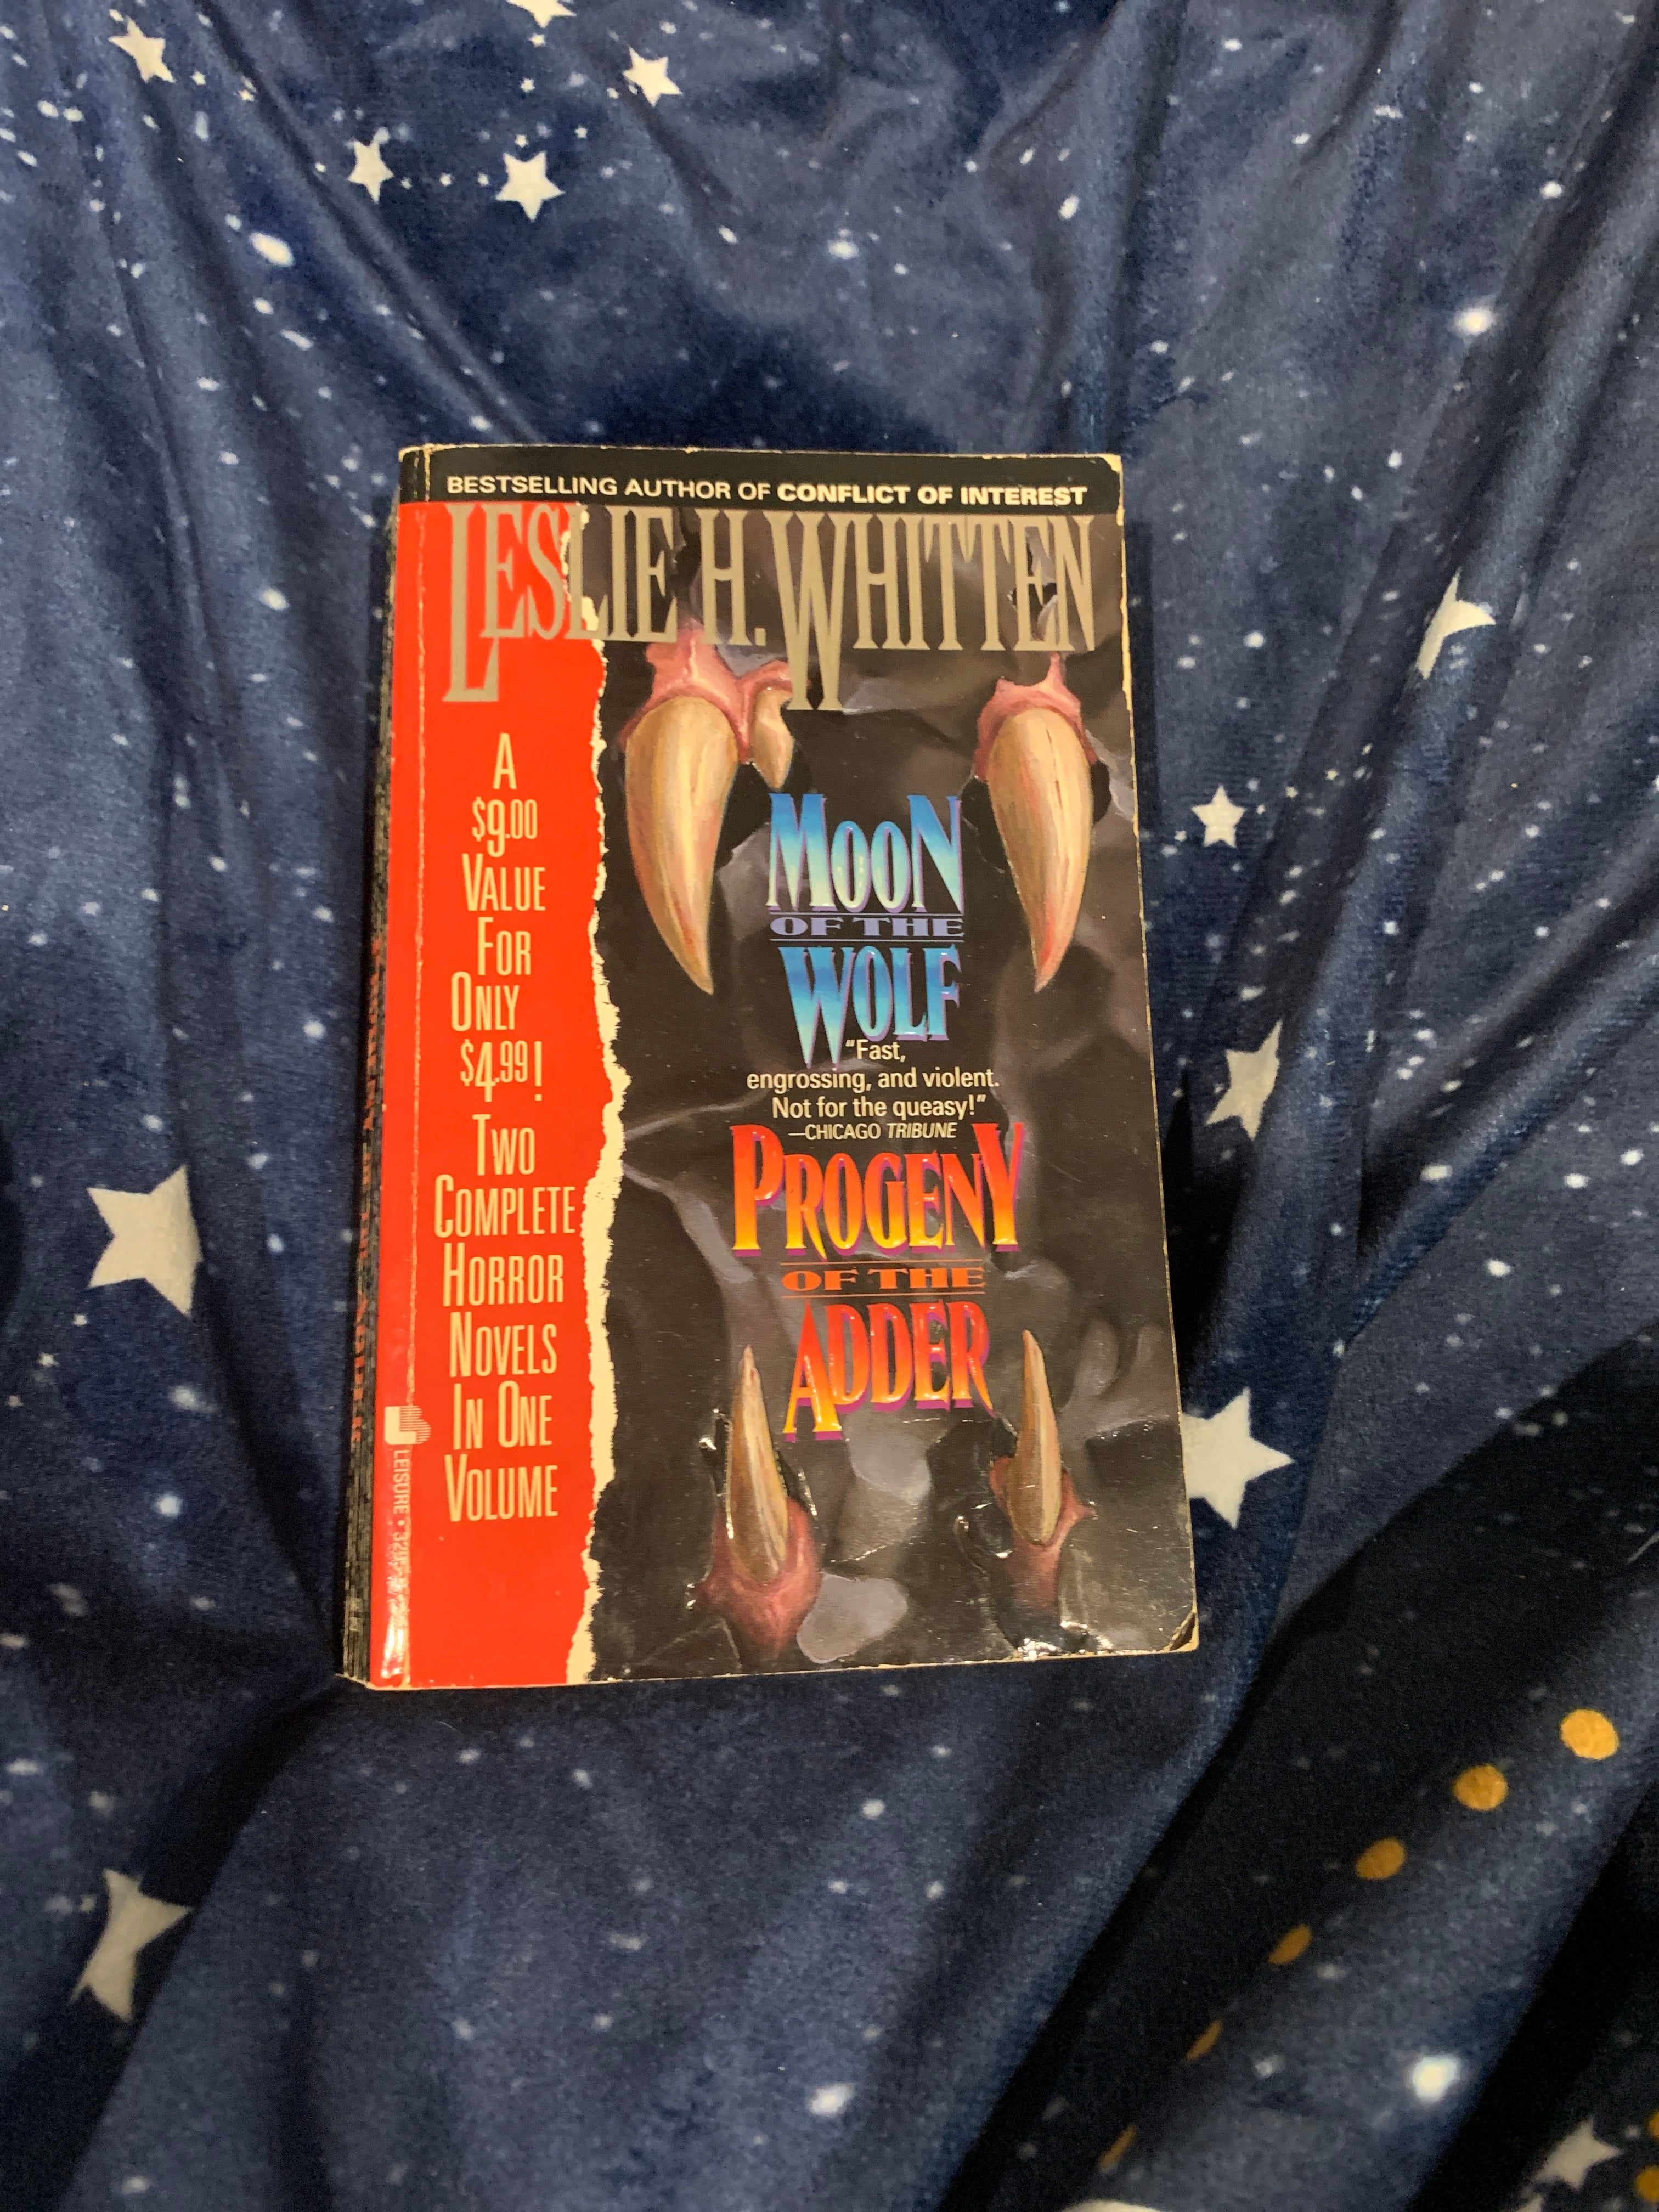 BESTSELLING AUTHOR OF CONFLICT OF INTEREST
LESLIE H. WHITTEN
A
$9.00
VALUE
FOR
ONLY
$4.99!
TWO
COMPLETE
HORROR
NOVELS
IN ONE
VOLUME
MOON
OF THE
WOLF
"Fast,
engrossing, and violent.
Not for the queasy!"
—CHICAGO TRIBUNE
PROGENY
OF THE
ADDER
LEISURE •